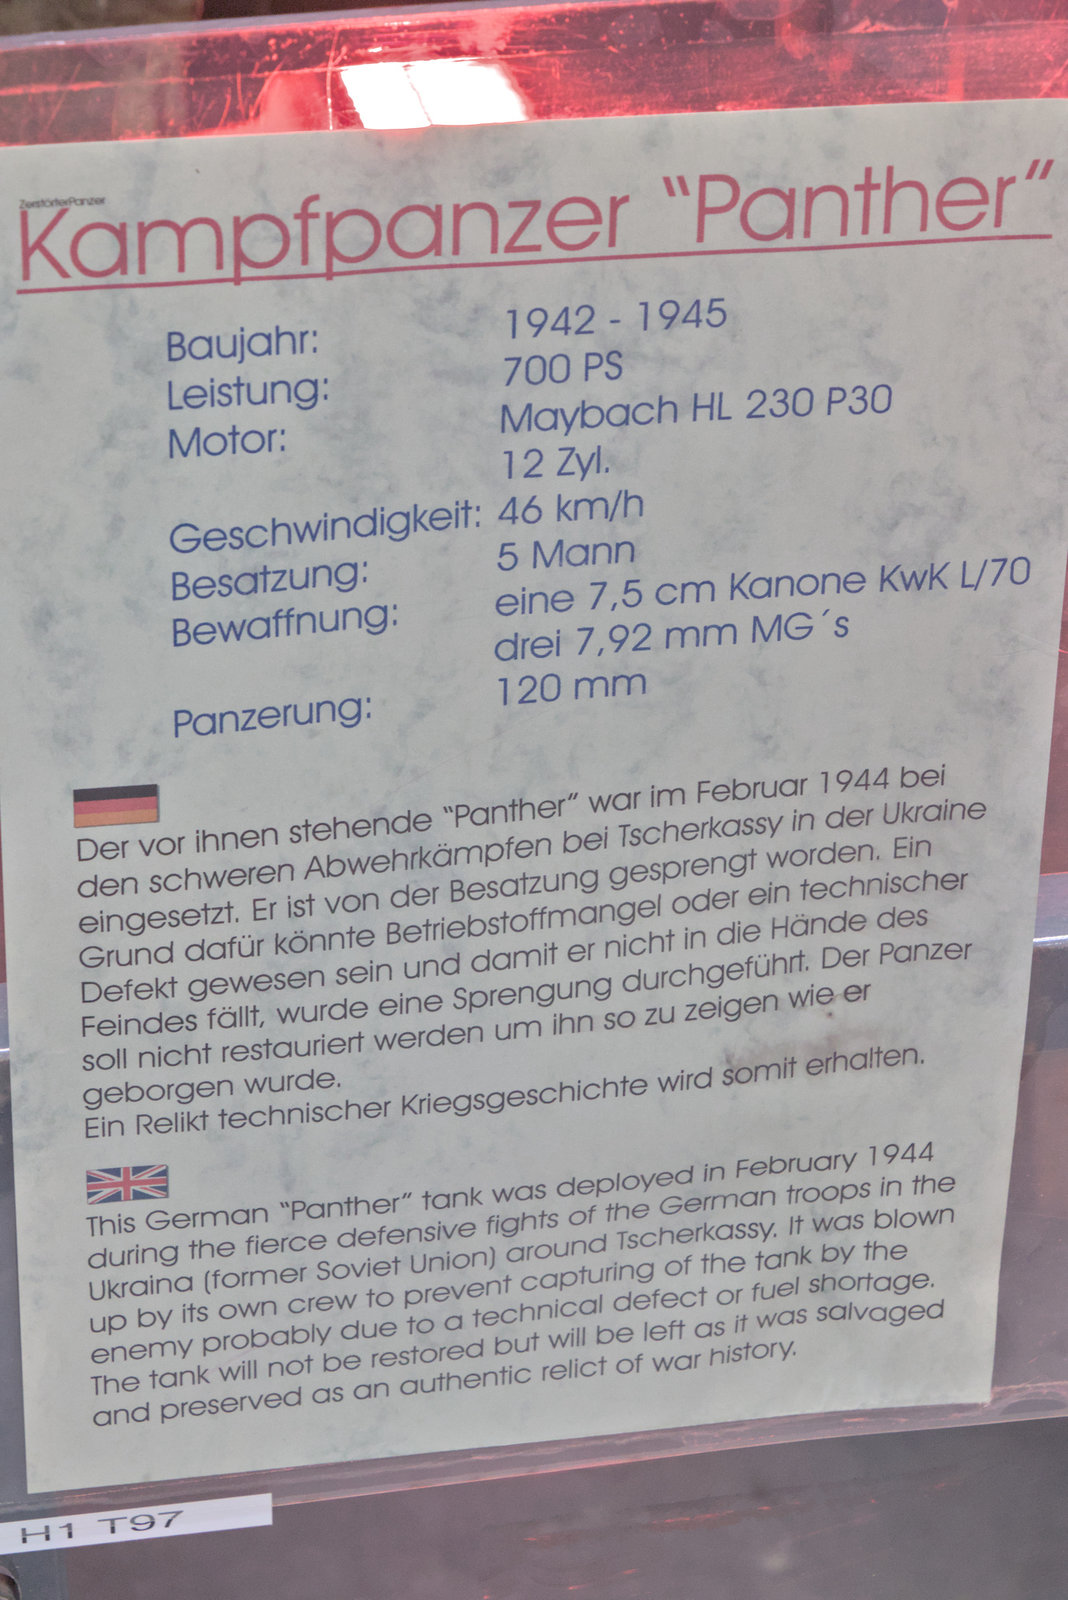 ZerstörterPanzer
Kampfpanzer "Panther"
Baujahr: 1942 - 1945
Leistung: 700 PS
Motor: Maybach HL 230 P30
12 Zyl.
Geschwindigkeit: 46 km/h
Besatzung: 5 Mann
Bewaffnung: eine 7,5 cm Kanone KwK L/70
drei 7,92 mm MG´s
Panzerung: 120 mm
Der vor ihnen stehende "Panther" war im Februar 1944 bei
den schweren Abwehrkämpfen bei Tscherkassy in der Ukraine
eingesetzt. Er ist von der Besatzung gesprengt worden. Ein
Grund dafür könnte Betriebstoffmangel oder ein technischer
Defekt gewesen sein und damit er nicht in die Hände des
Feindes fällt, wurde eine Sprengung durchgeführt. Der Panzer
soll nicht restauriert werden um ihn so zu zeigen wie er
geborgen wurde.
Ein Relikt technischer Kriegsgeschichte wird somit erhalten.
This German "Panther" tank was deployed in February 1944
during the fierce defensive fights of the German troops in the
Ukraina (former Soviet Union) around Tscherkassy. It was blown
up by its own crew to prevent capturing of the tank by the
enemy probably due to a technical defect or fuel shortage.
The tank will not be restored but will be left as it was salvaged
and preserved as an authentic relict of war history.
H1 T97